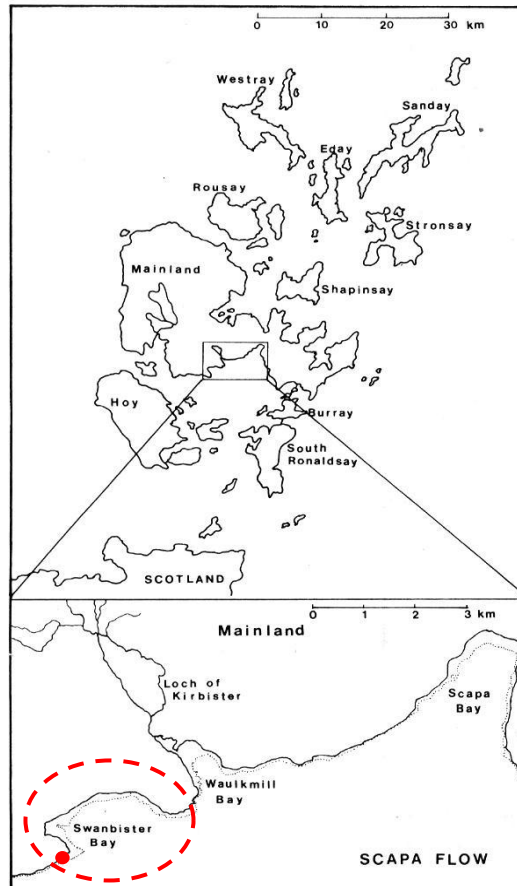 0 10 20 30 km
Westray
Sanday
Eday
Rousay
Stronsay
Mainland
Shapinsay
Hoy
Burray
South
Ronaldsay
SCOTLAND
0 1 2 3 km
Mainland
Loch of
Kirbister
Scapa
Bay
Waulkmill
Bay
Swanbister
Bay
SCAPA FLOW